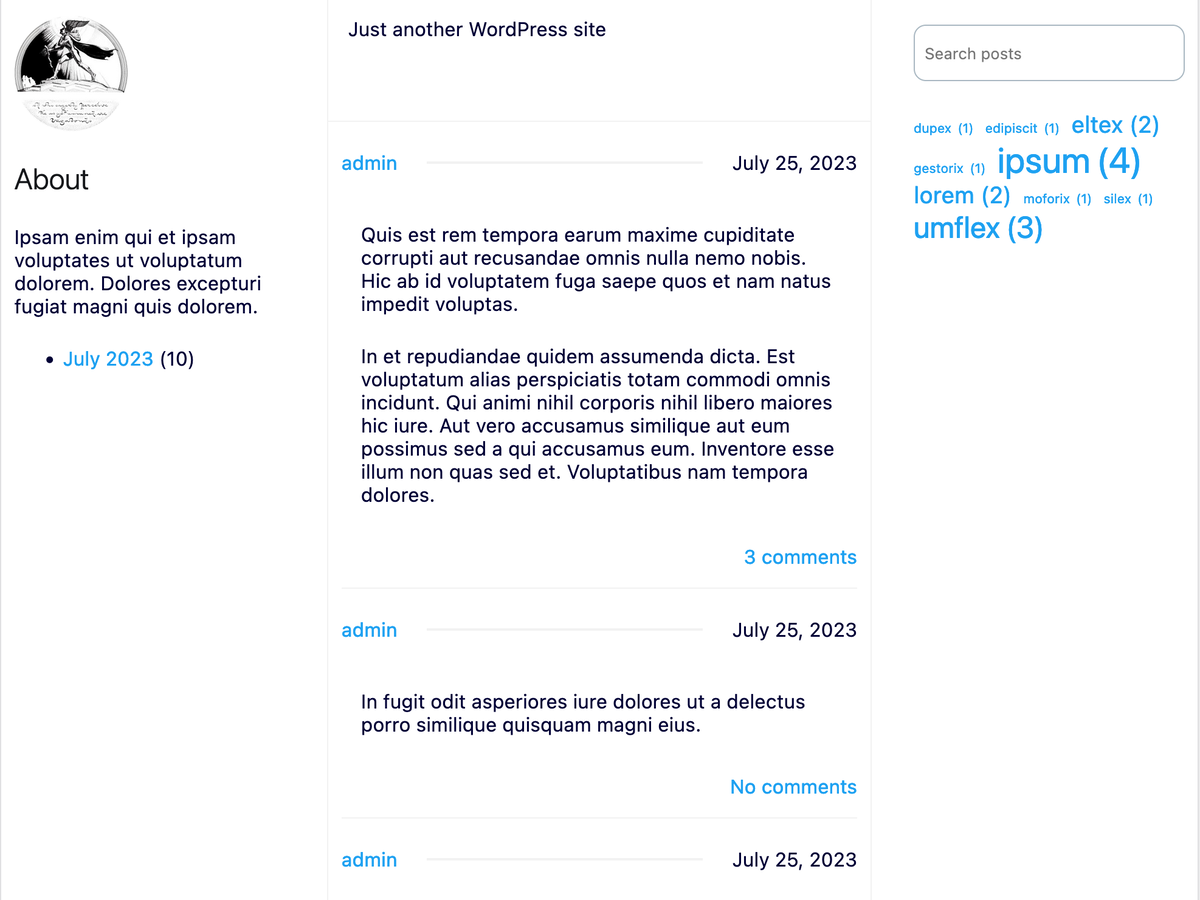 About
Ipsam enim qui et ipsam
voluptates ut voluptatum
dolorem. Dolores excepturi
fugiat magni quis dolorem.
July 2023 (10)
Just another WordPress site
admin July 25, 2023
Quis est rem tempora earum maxime cupiditate
corrupti aut recusandae omnis nulla nemo nobis.
Hic ab id voluptatem fuga saepe quos et nam natus
impedit voluptas.
In et repudiandae quidem assumenda dicta. Est
voluptatum alias perspiciatis totam commodi omnis
incidunt. Qui animi nihil corporis nihil libero maiores
hic iure. Aut vero accusamus similique aut eum
possimus sed a qui accusamus eum. Inventore esse
illum non quas sed et. Voluptatibus nam tempora
dolores.
3 comments
admin July 25, 2023
In fugit odit asperiores iure dolores ut a delectus
porro similique quisquam magni eius.
No comments
admin July 25, 2023
Search posts
dupex (1) edipiscit (1) eltex (2)
gestorix (1) ipsum (4)
lorem (2) moforix (1) silex (1)
umflex (3)